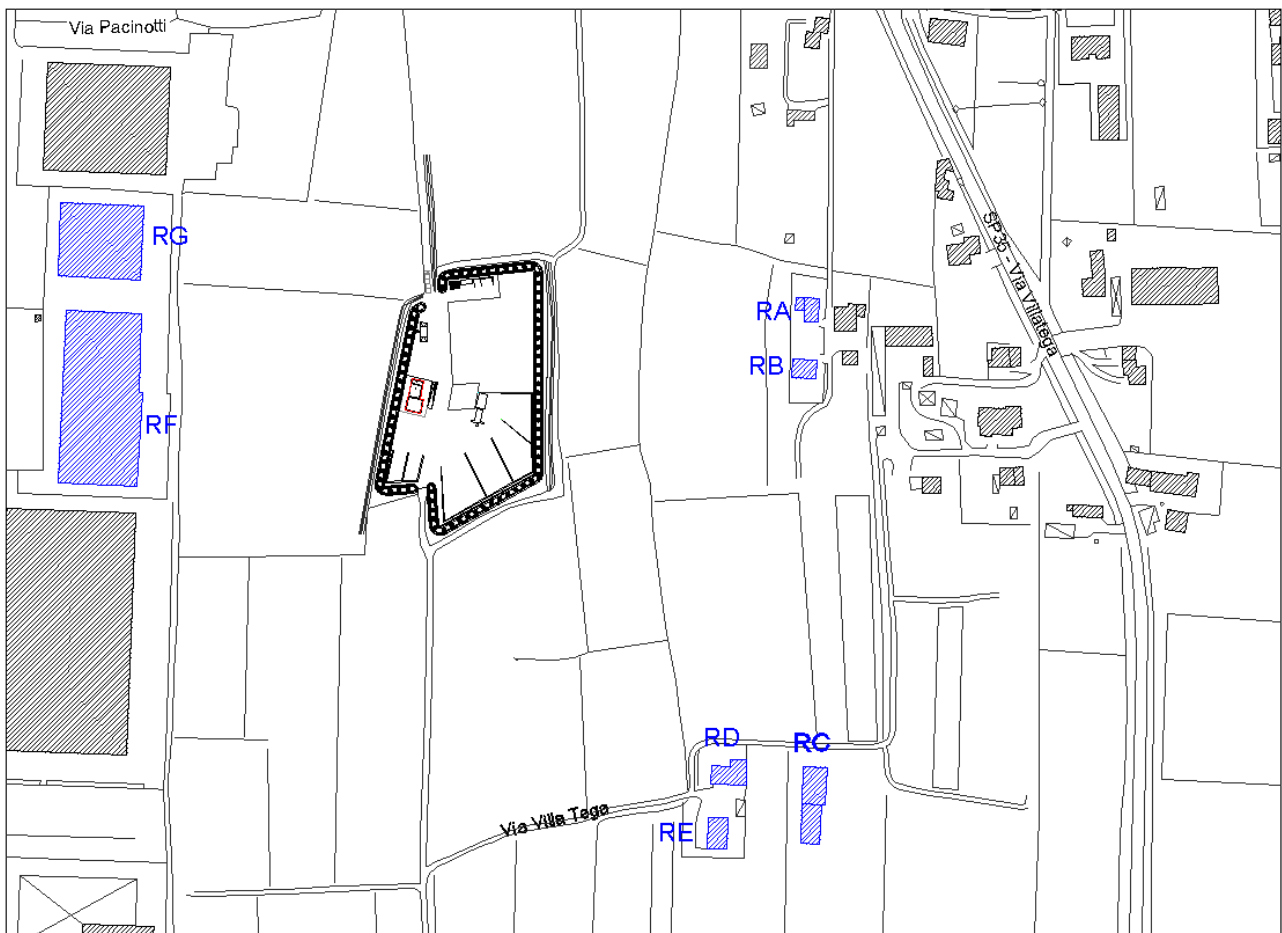 Via Pacinotti
RG
SP35 - Via Villatega
RA
RB
RF
RD
RC
Via Villa Tega
RE